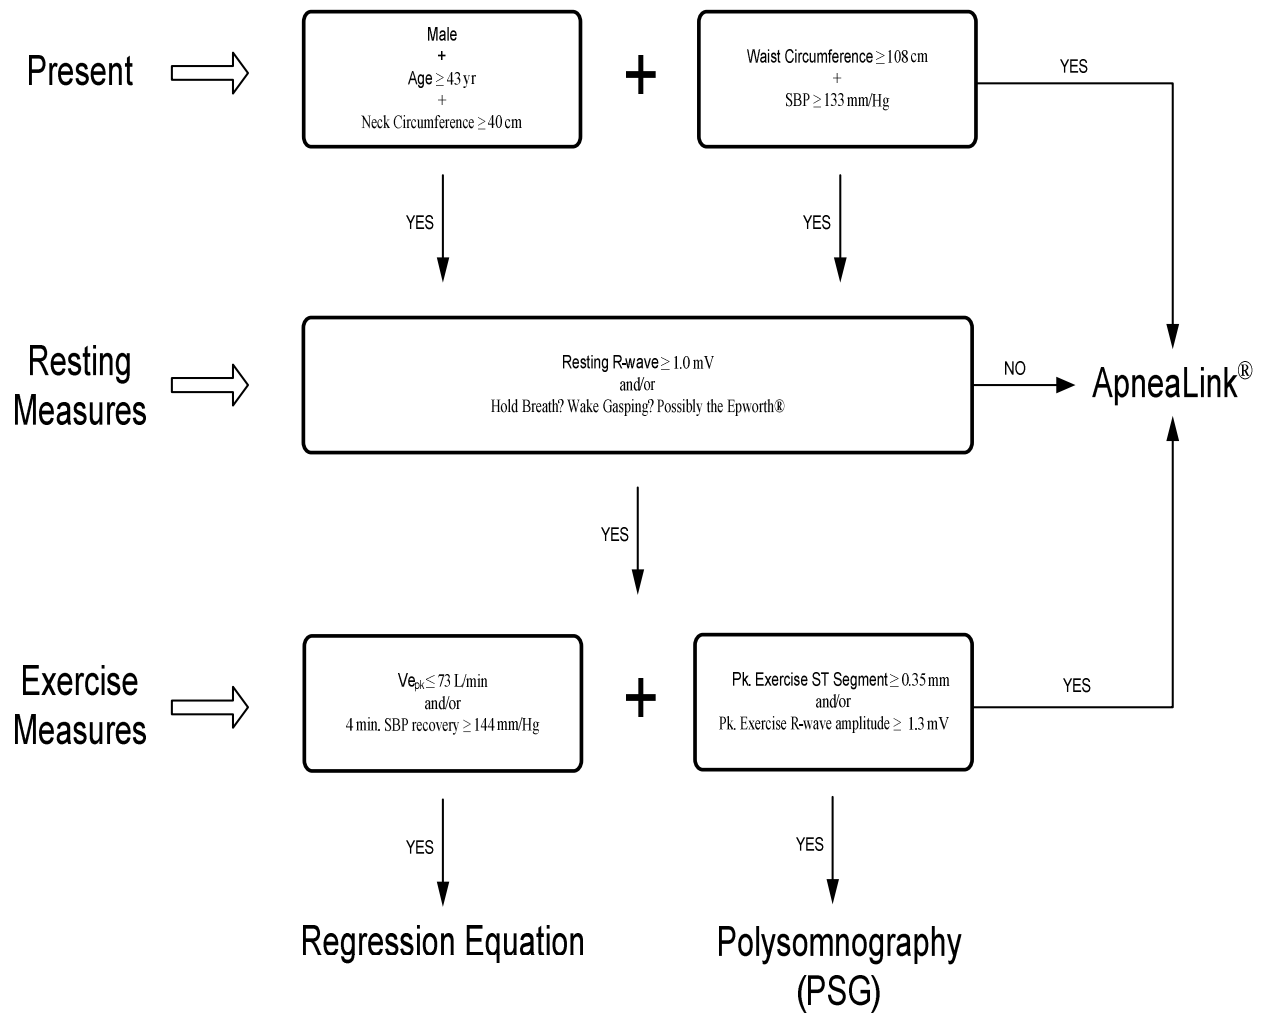 Present
Male
+
Age ≥ 43 yr
+
Neck Circumference ≥ 40 cm
+
Waist Circumference ≥ 108 cm
+
SBP ≥ 133 mm/Hg
YES
YES
YES
Resting
Measures
Resting R-wave ≥ 1.0 mV
and/or
Hold Breath? Wake Gasping? Possibly the Epworth®
NO
ApneaLink®
YES
Exercise
Measures
Vepk ≤ 73 L/min
and/or
4 min. SBP recovery ≥ 144 mm/Hg
+
Pk. Exercise ST Segment ≥ 0.35 mm
and/or
Pk. Exercise R-wave amplitude ≥ 1.3 mV
YES
YES
YES
Regression Equation
Polysomnography
(PSG)